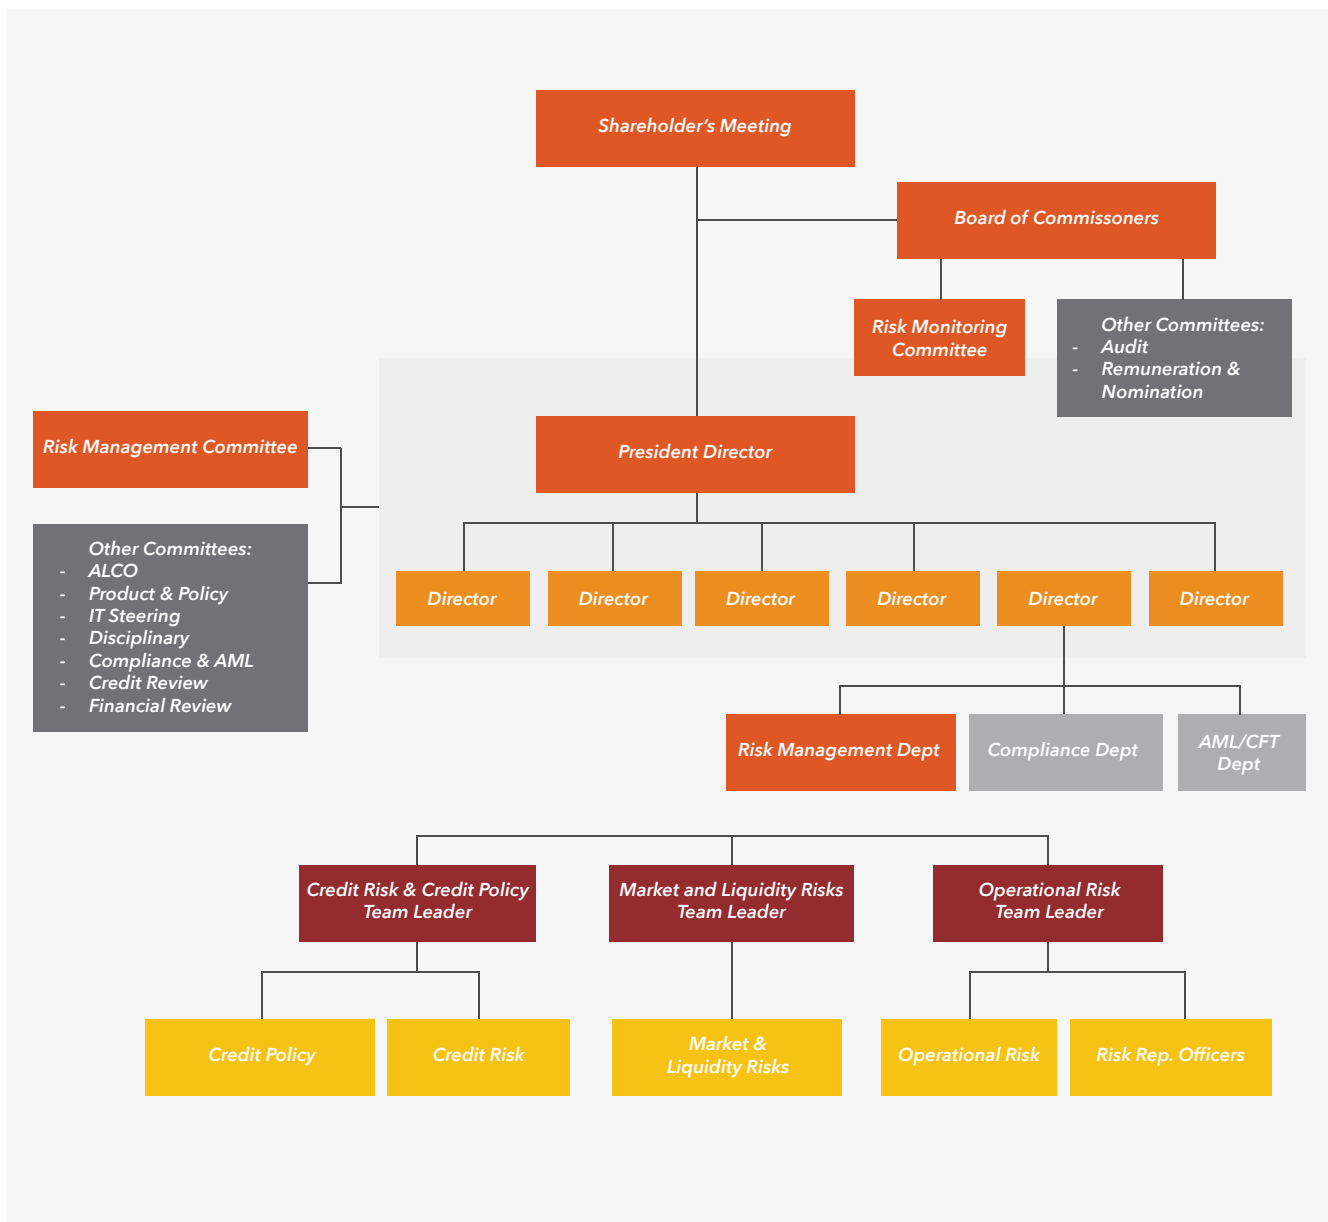 Shareholder's Meeting
Board of Commissoners
Risk Monitoring
Committee
Other Committees:
- Audit
- Remuneration &
Nomination
Risk Management Committee
President Director
Other Committees:
- ALCO
- Product & Policy
- IT Steering
- Disciplinary
- Compliance & AML
- Credit Review
- Financial Review
Director
Director
Director
Director
Director
Director
Risk Management Dept
Compliance Dept
AML/CFT
Dept
Credit Risk & Credit Policy
Team Leader
Market and Liquidity Risks
Team Leader
Operational Risk
Team Leader
Credit Policy
Credit Risk
Market &
Liquidity Risks
Operational Risk
Risk Rep. Officers